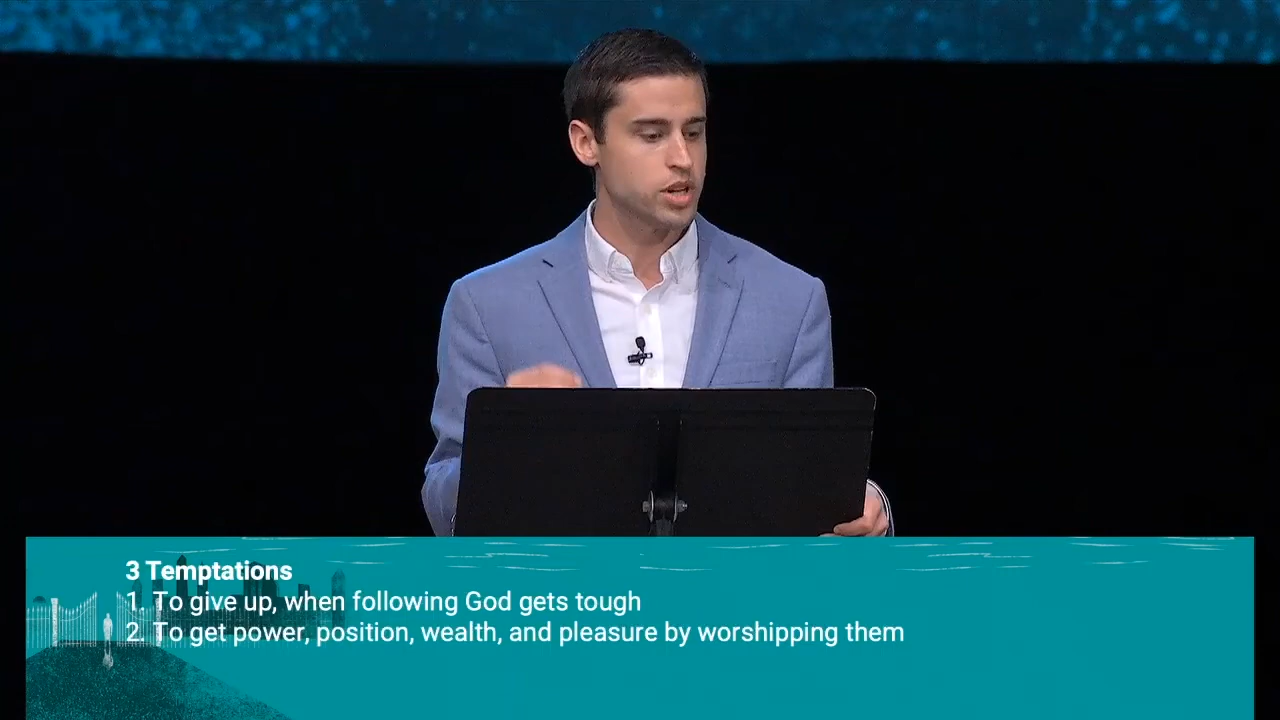 3 Temptations
1. To give up, when following God gets tough
2. To get power, position, wealth, and pleasure by worshipping them